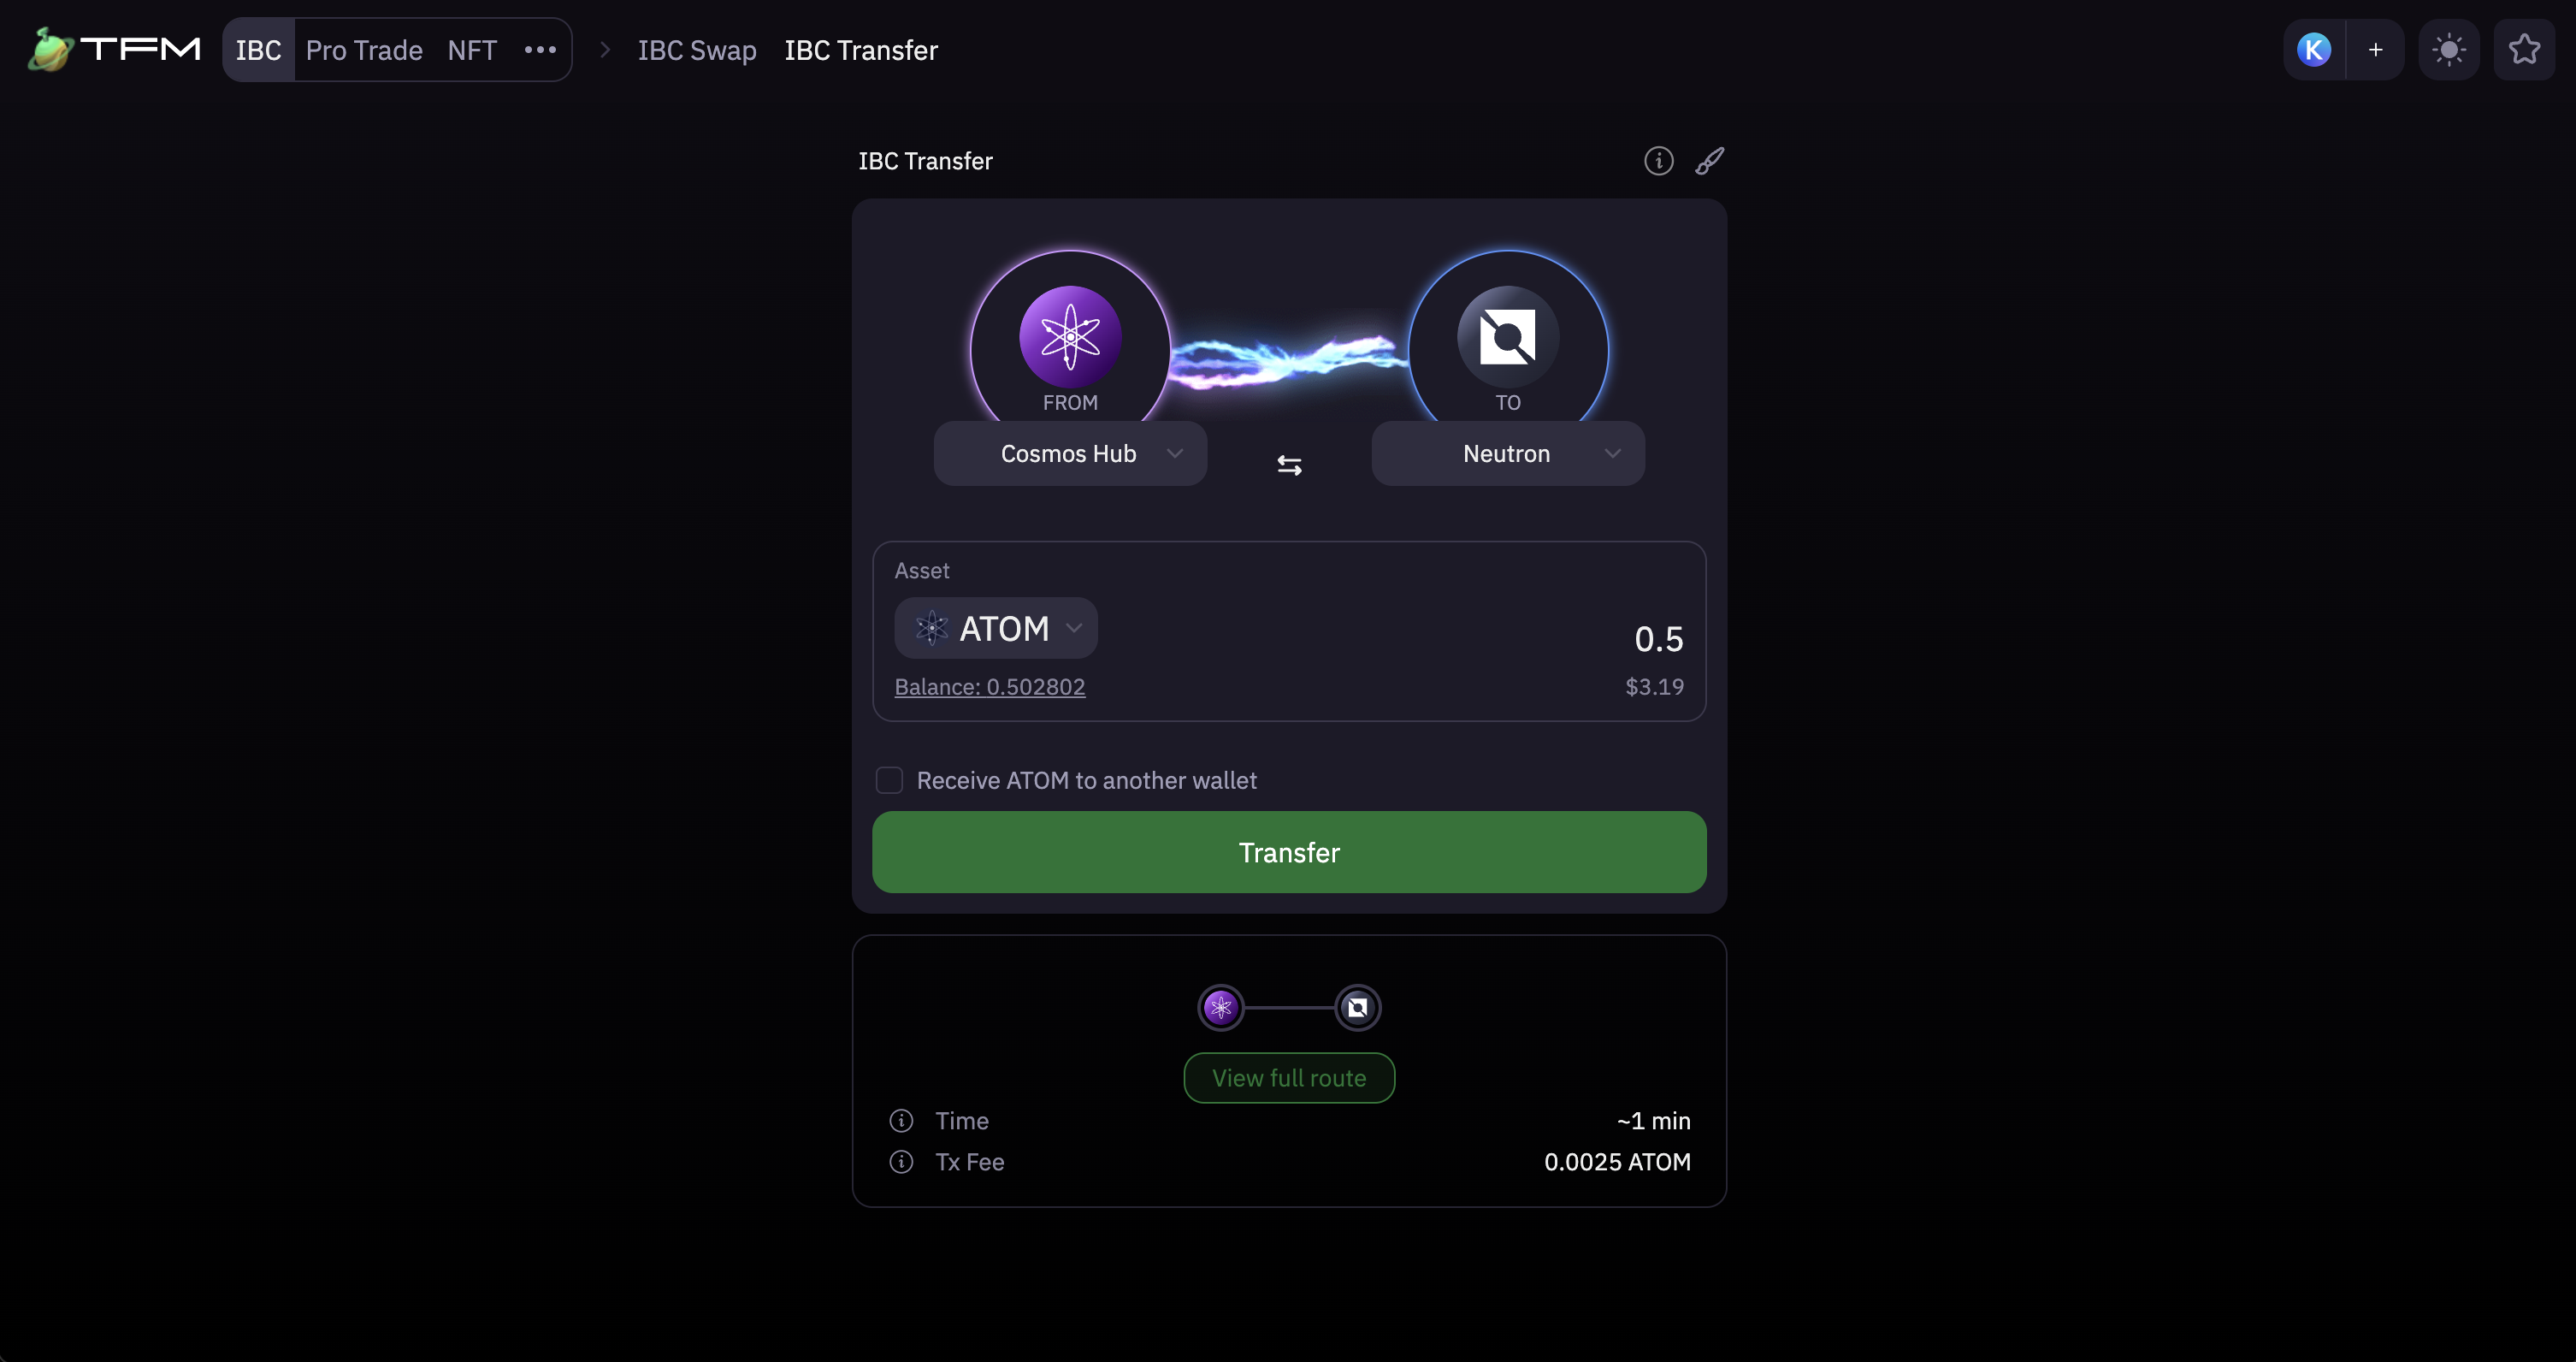 TFM IBC Pro Trade NFT ••• > IBC Swap IBC Transfer K +
IBC Transfer
FROM TO
Cosmos Hub Neutron
Asset
ATOM 0.5
Balance: 0.502802 $3.19
Receive ATOM to another wallet
Transfer
View full route
Time ~1 min
Tx Fee 0.0025 ATOM